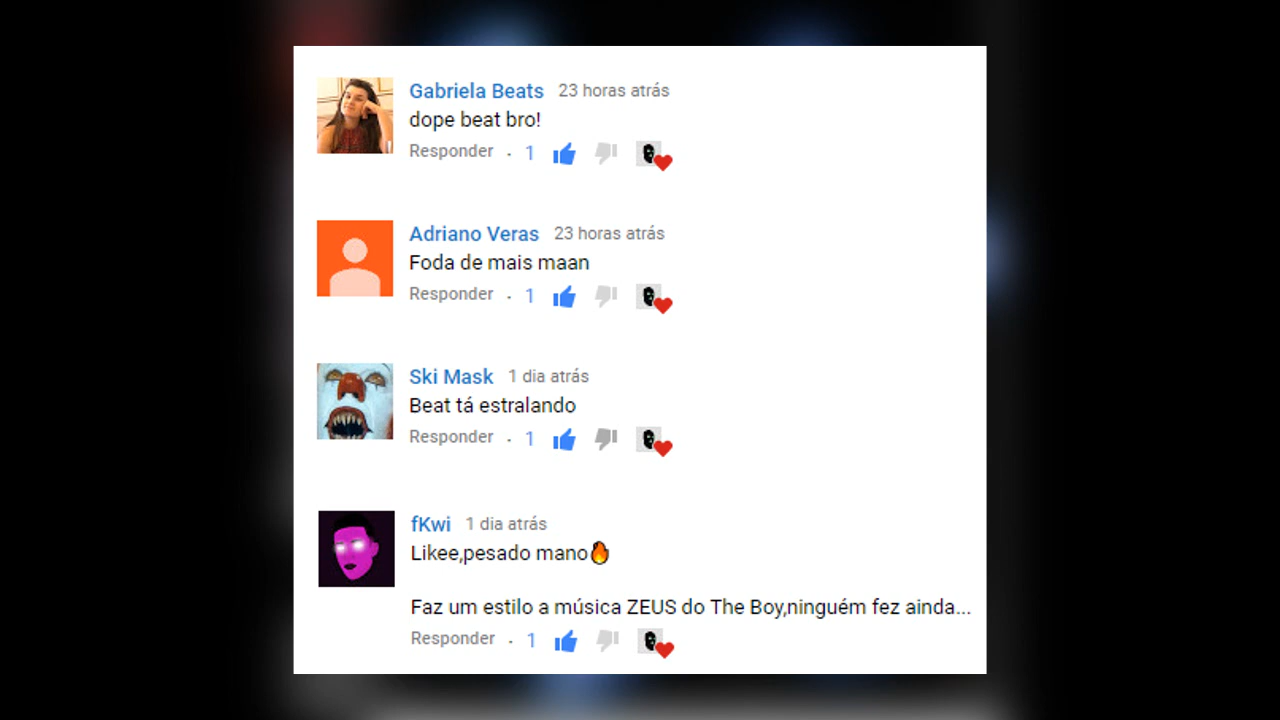 Gabriela Beats 23 horas atrás
dope beat bro!
Responder . 1
Adriano Veras 23 horas atrás
Foda de mais maan
Responder . 1
Ski Mask 1 dia atrás
Beat tá estralando
Responder . 1
fKwi 1 dia atrás
Likee,pesado mano🔥
Faz um estilo a música ZEUS do The Boy,ninguém fez ainda...
Responder . 1